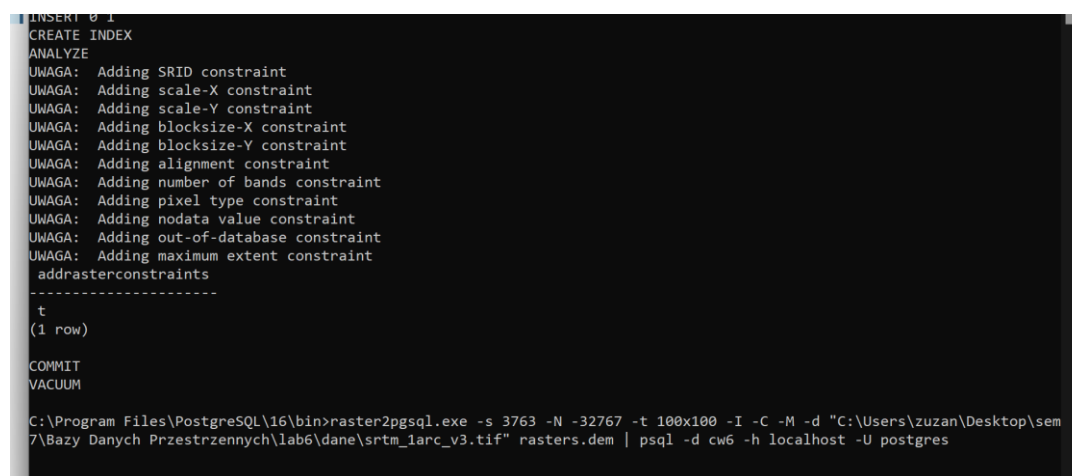 INSERT 0 1
CREATE INDEX
ANALYZE
UWAGA:  Adding SRID constraint
UWAGA:  Adding scale-X constraint
UWAGA:  Adding scale-Y constraint
UWAGA:  Adding blocksize-X constraint
UWAGA:  Adding blocksize-Y constraint
UWAGA:  Adding alignment constraint
UWAGA:  Adding number of bands constraint
UWAGA:  Adding pixel type constraint
UWAGA:  Adding nodata value constraint
UWAGA:  Adding out-of-database constraint
UWAGA:  Adding maximum extent constraint
 addrasterconstraints
----------------------
 t
(1 row)
COMMIT
VACUUM
C:\Program Files\PostgreSQL\16\bin>raster2pgsql.exe -s 3763 -N -32767 -t 100x100 -I -C -M -d "C:\Users\zuzan\Desktop\sem
7\Bazy Danych Przestrzennych\lab6\dane\srtm_1arc_v3.tif" rasters.dem | psql -d cw6 -h localhost -U postgres